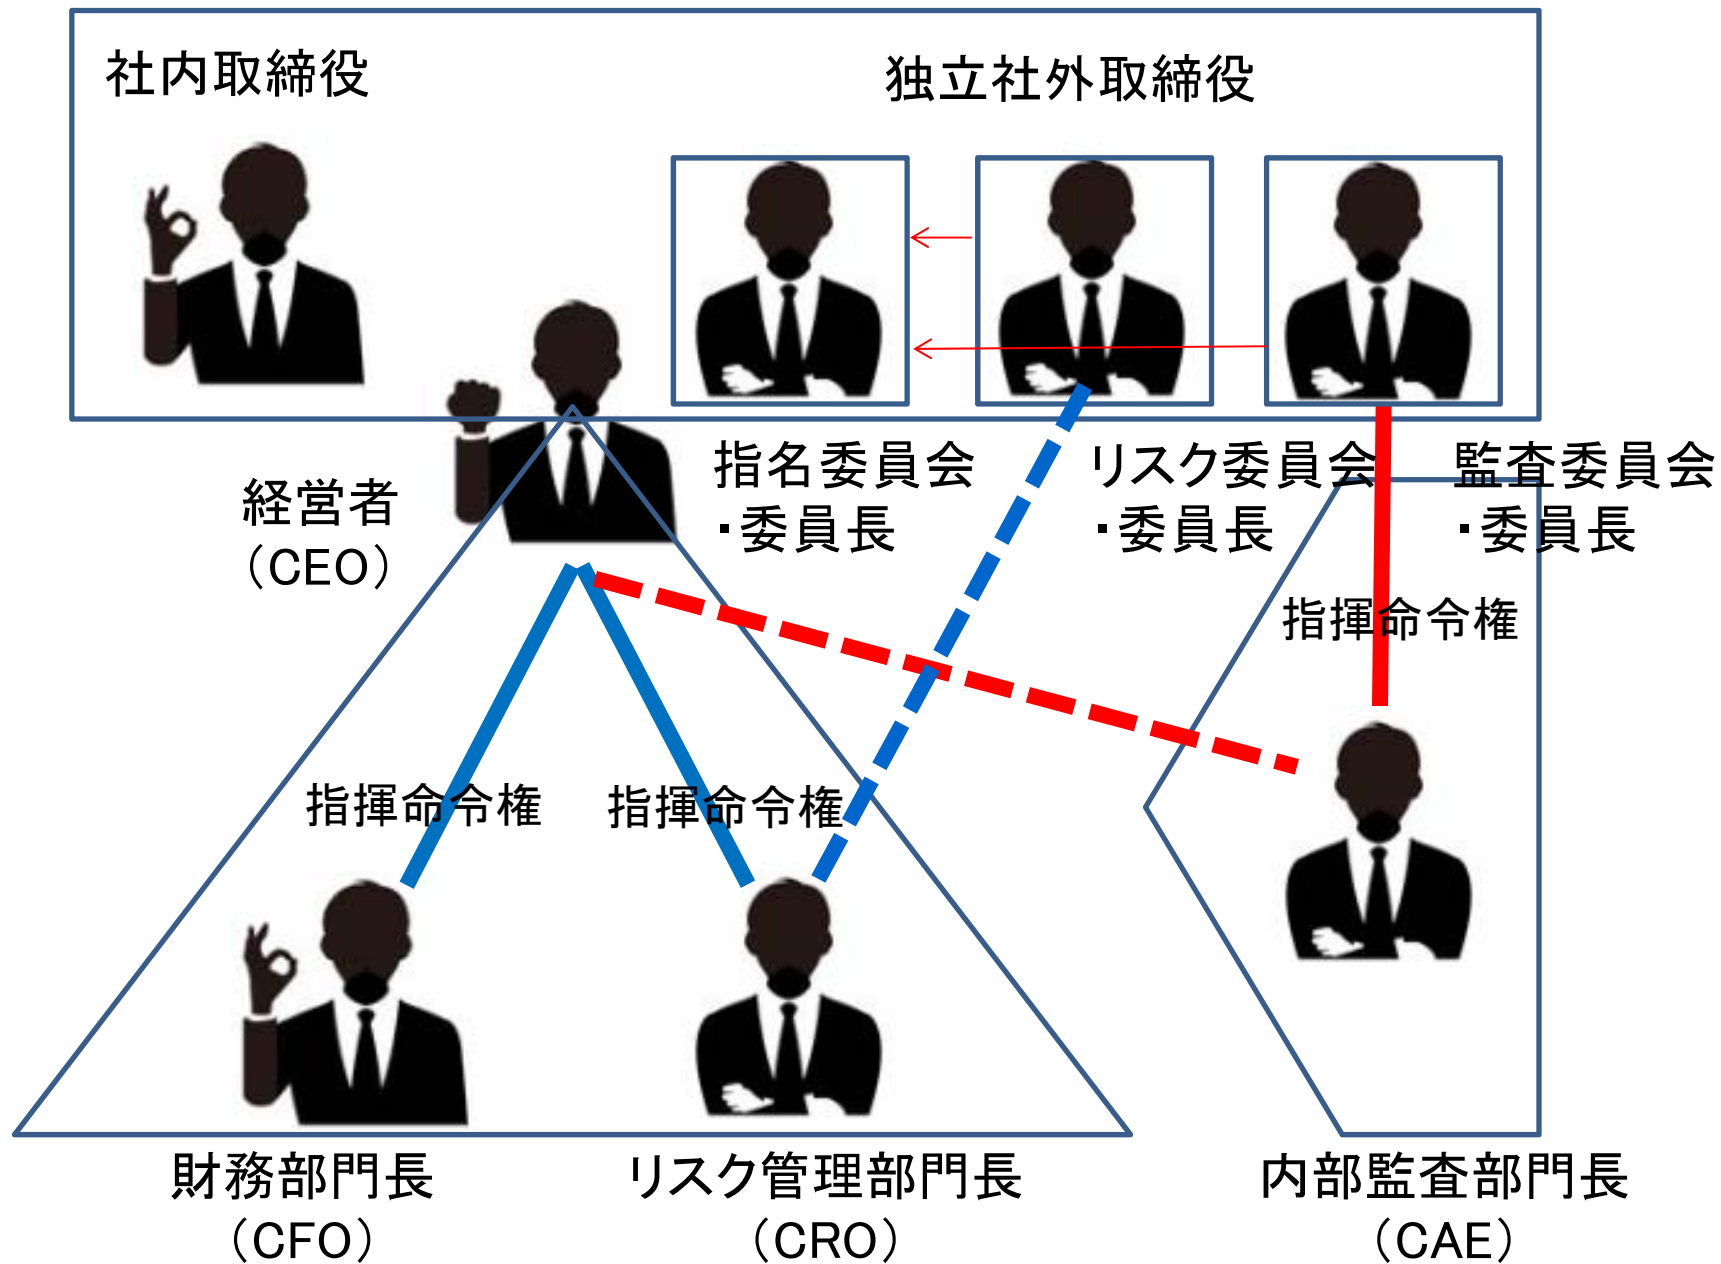 社内取締役
独立社外取締役
経営者
（CEO）
指名委員会
・委員長
リスク委員会
・委員長
監査委員会
・委員長
指揮命令権
指揮命令権
指揮命令権
財務部門長
（CFO）
リスク管理部門長
（CRO）
内部監査部門長
（CAE）